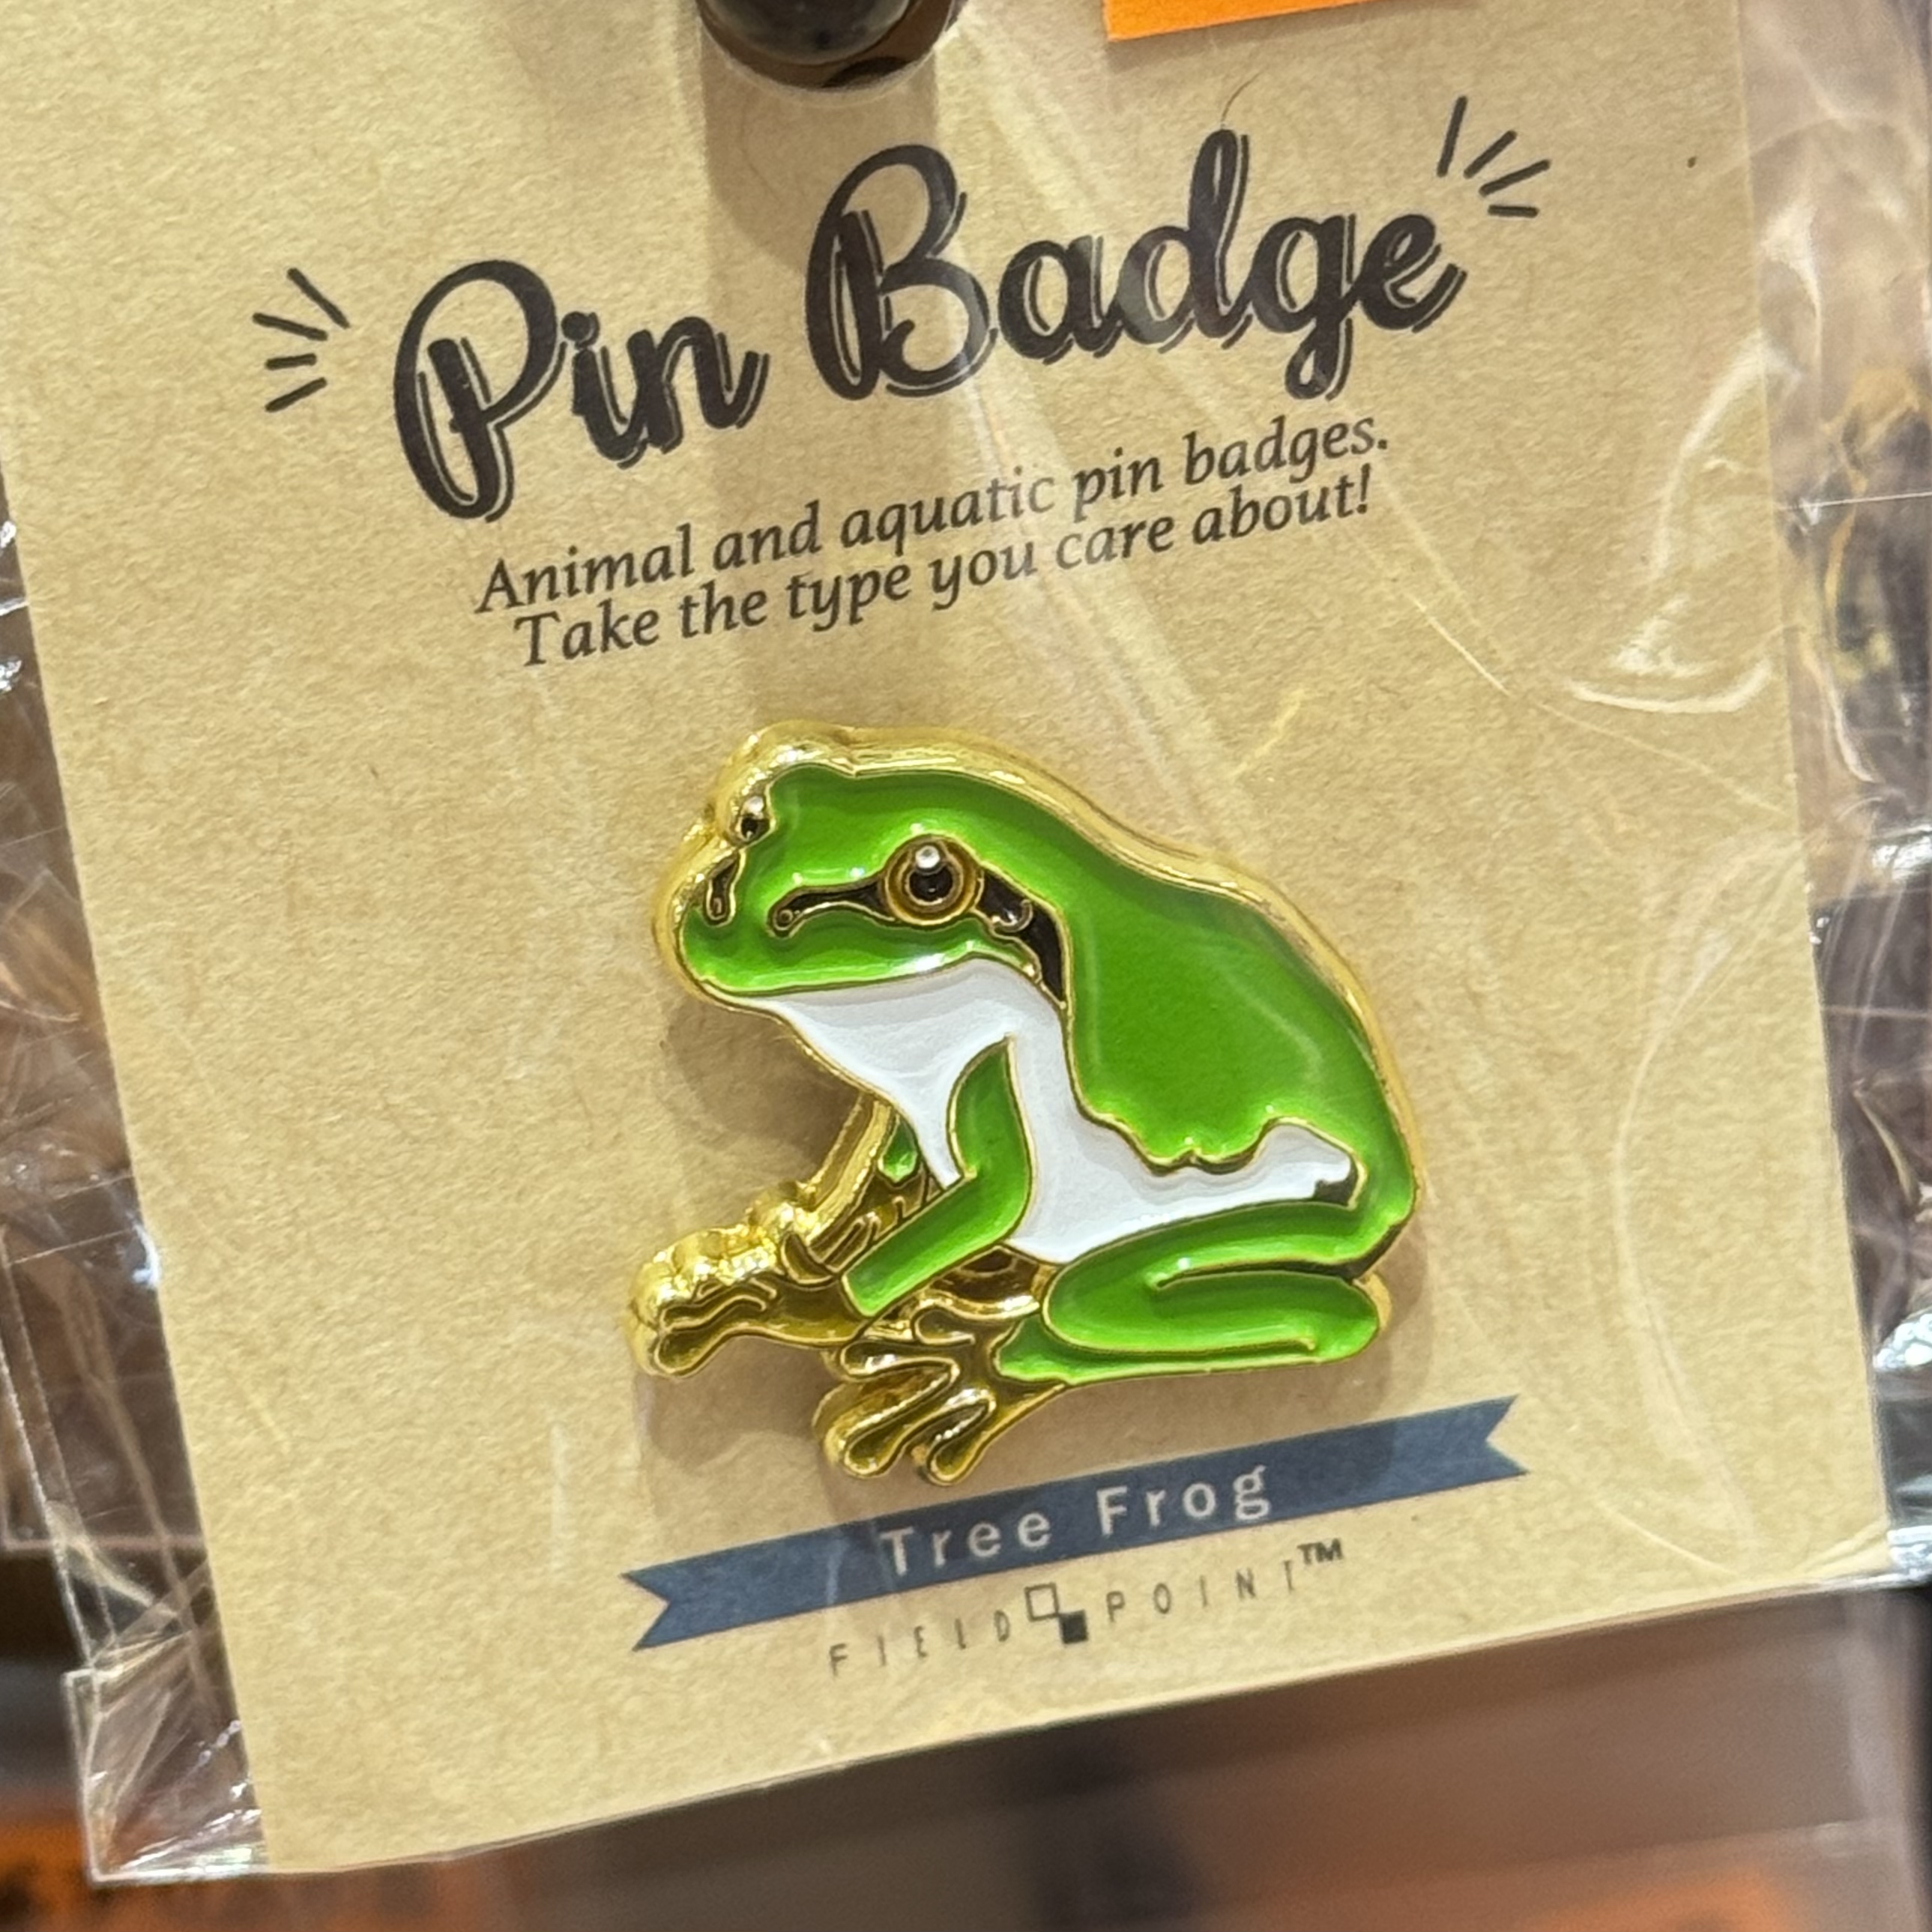 Pin Badge
Animal and aquatic pin badges.
Take the type you care about!
Tree Frog
FIELD POINT™